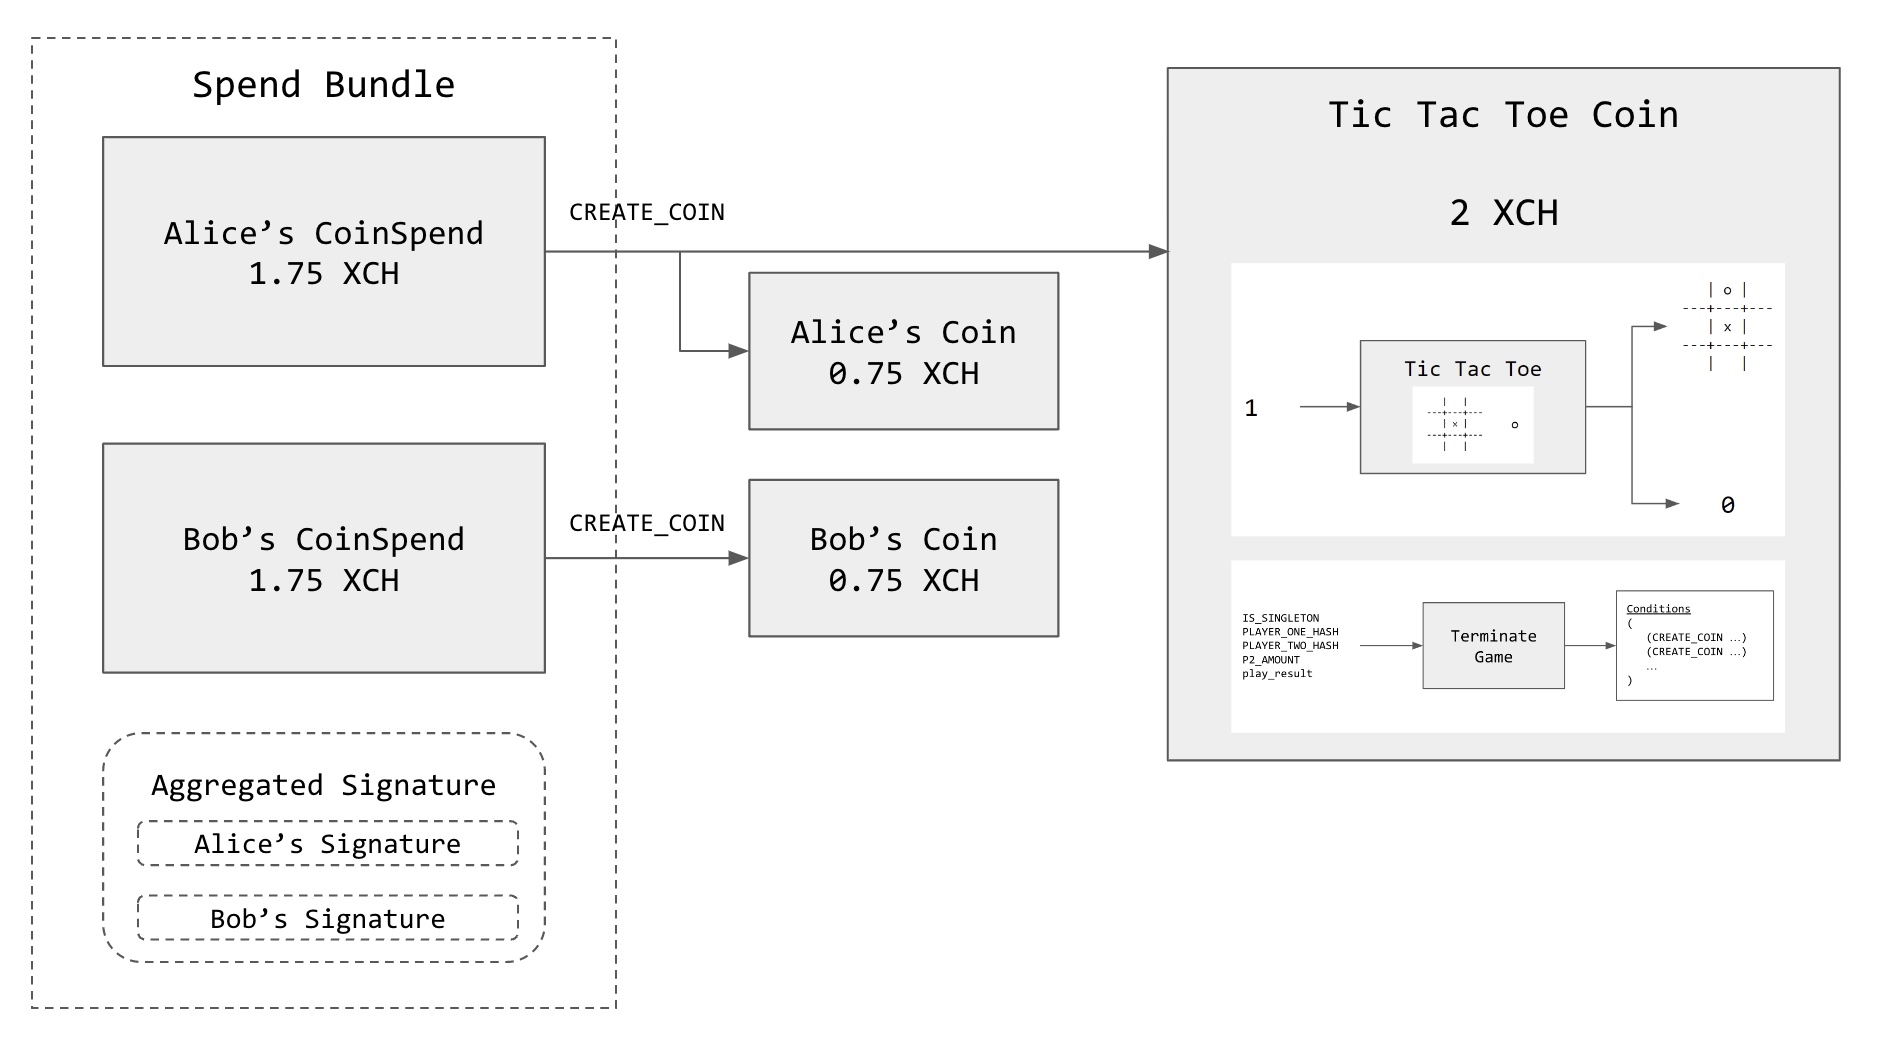 Spend Bundle
Alice’s CoinSpend
1.75 XCH
CREATE_COIN
Alice’s Coin
0.75 XCH
Bob’s CoinSpend
1.75 XCH
CREATE_COIN
Bob’s Coin
0.75 XCH
Aggregated Signature
Alice’s Signature
Bob’s Signature
Tic Tac Toe Coin
2 XCH
1
Tic Tac Toe
|   |
---+---+---
| x |
---+---+---
|   |
o
| o |
---+---+---
| x |
---+---+---
|   |
0
IS_SINGLETON
PLAYER_ONE_HASH
PLAYER_TWO_HASH
P2_AMOUNT
play_result
Terminate
Game
Conditions
(
(CREATE_COIN …)
(CREATE_COIN …)
…
)